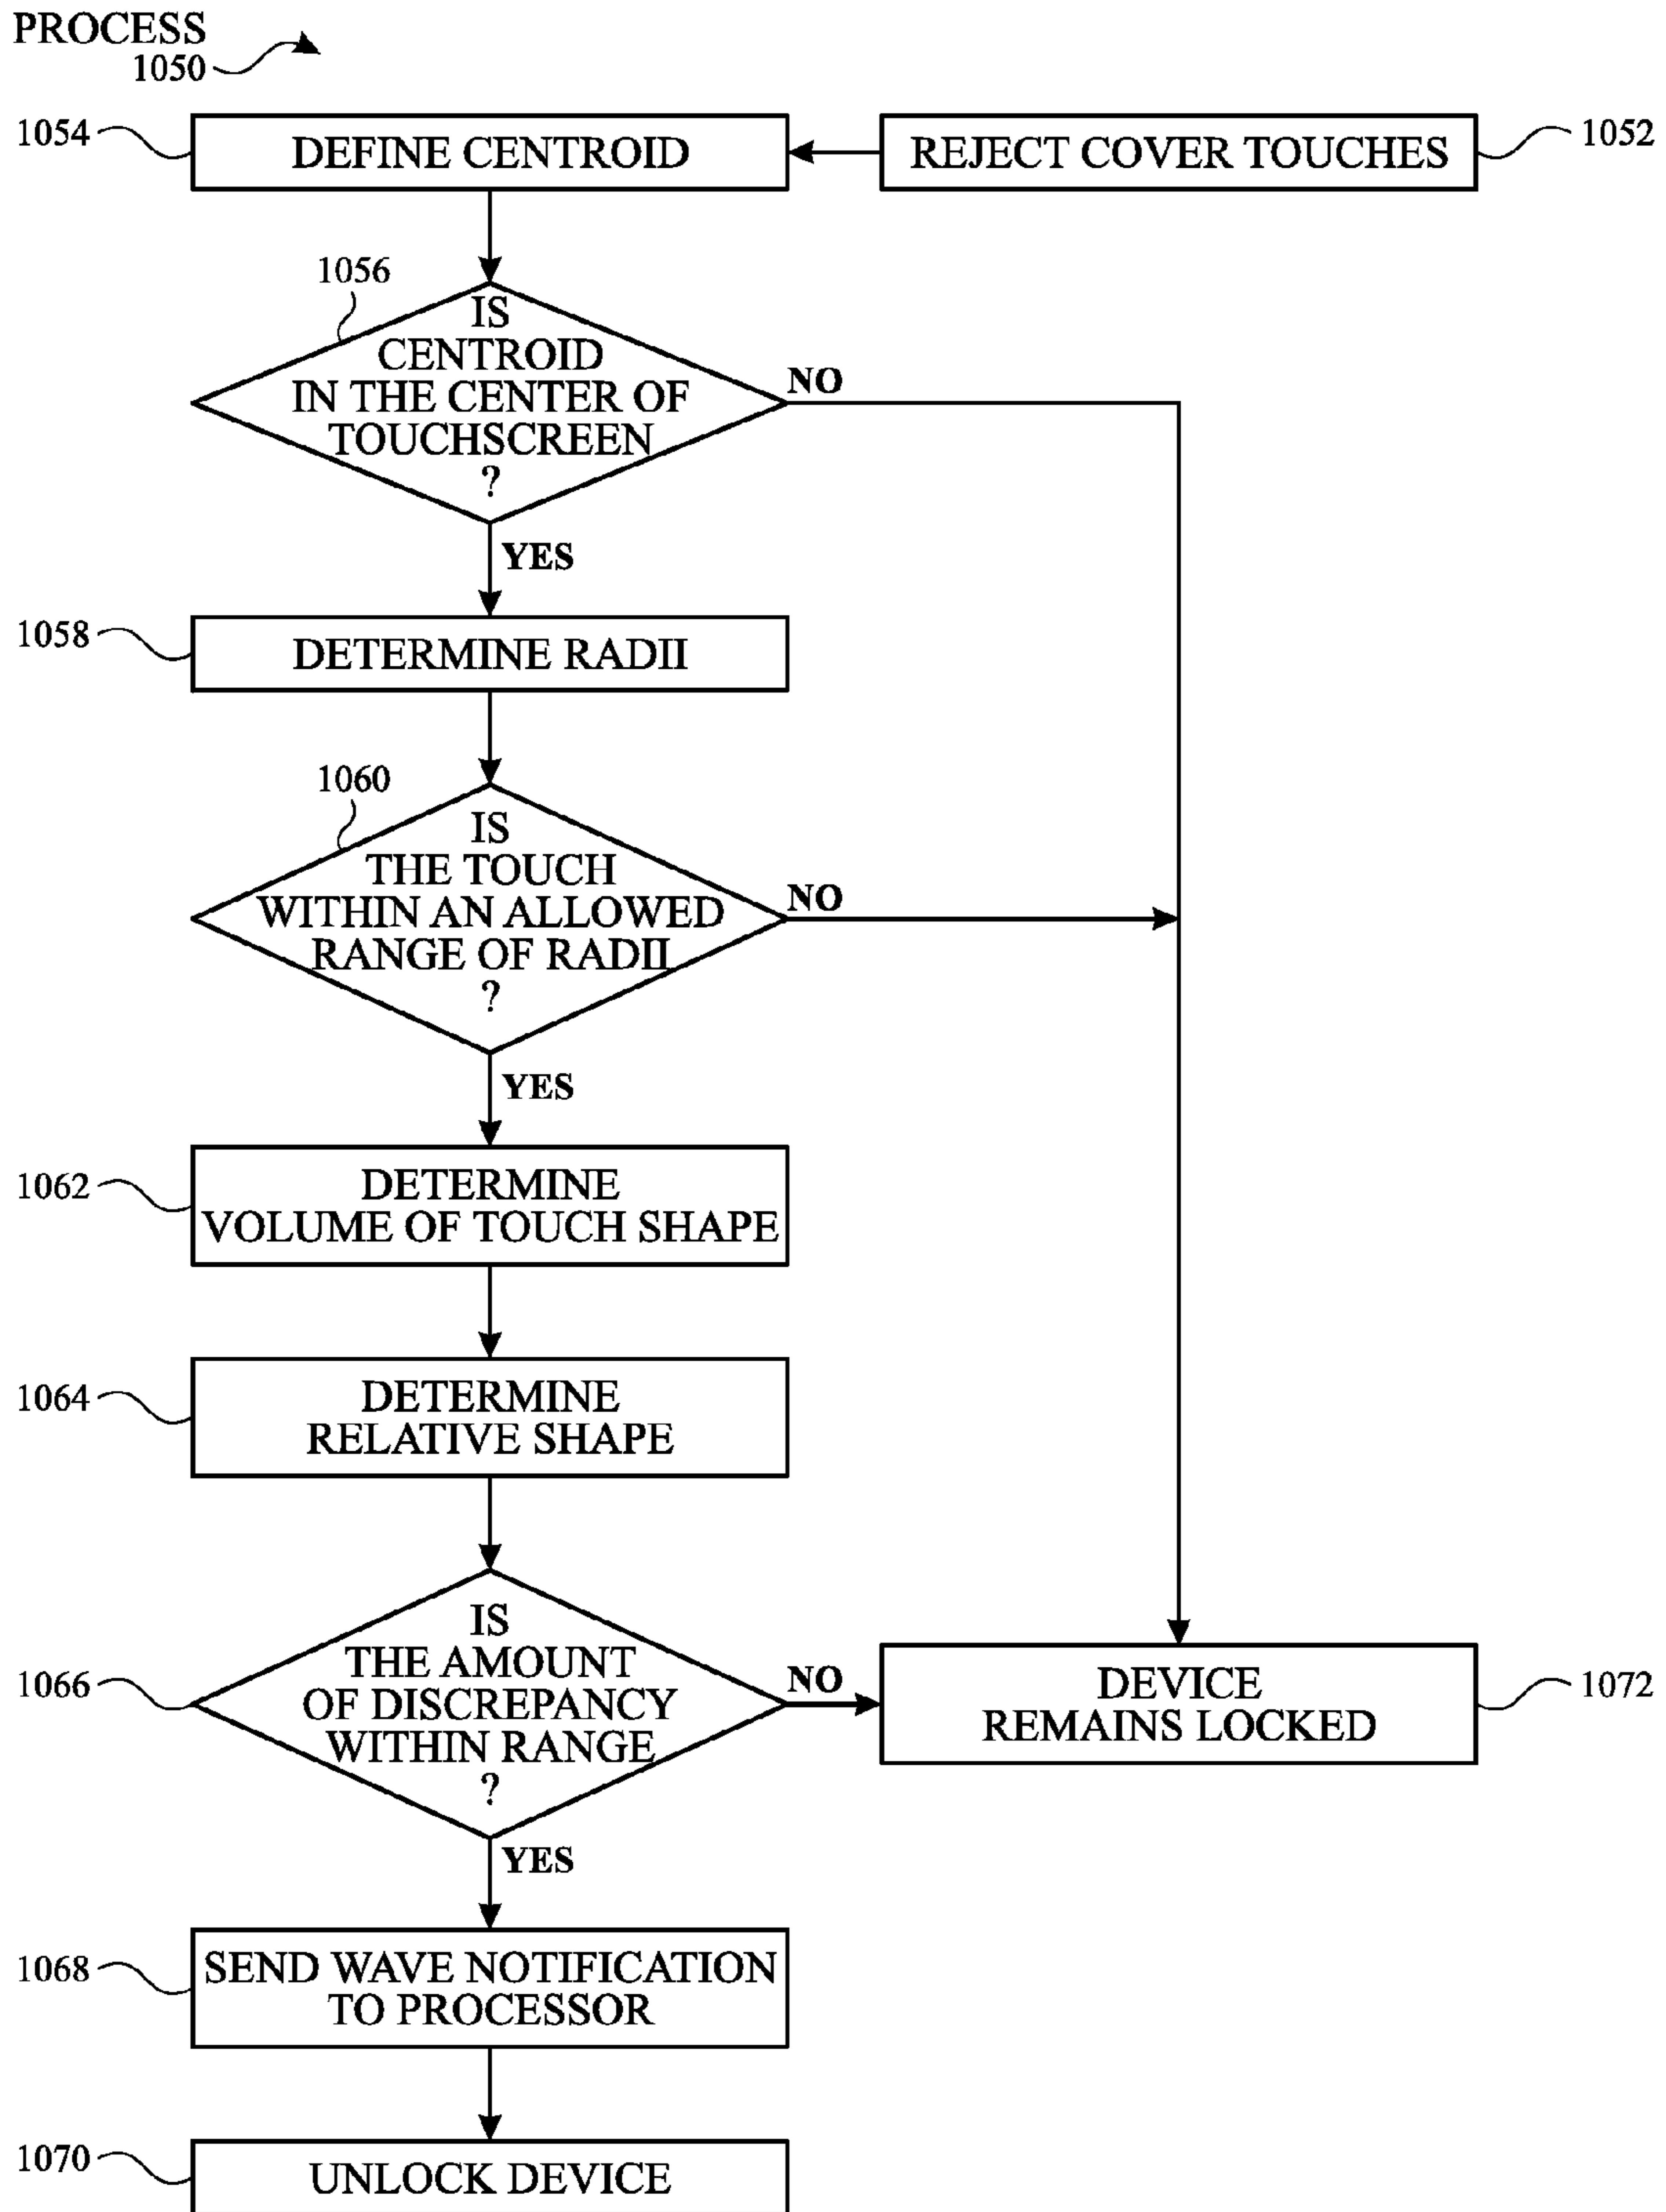 PROCESS
1050
1054
DEFINE CENTROID
REJECT COVER TOUCHES
1052
1056
IS
CENTROID
IN THE CENTER OF
TOUCHSCREEN
?
NO
YES
1058
DETERMINE RADII
1060
IS
THE TOUCH
WITHIN AN ALLOWED
RANGE OF RADII
?
NO
YES
1062
DETERMINE
VOLUME OF TOUCH SHAPE
1064
DETERMINE
RELATIVE SHAPE
1066
IS
THE AMOUNT
OF DISCREPANCY
WITHIN RANGE
?
NO
DEVICE
REMAINS LOCKED
1072
YES
1068
SEND WAVE NOTIFICATION
TO PROCESSOR
1070
UNLOCK DEVICE